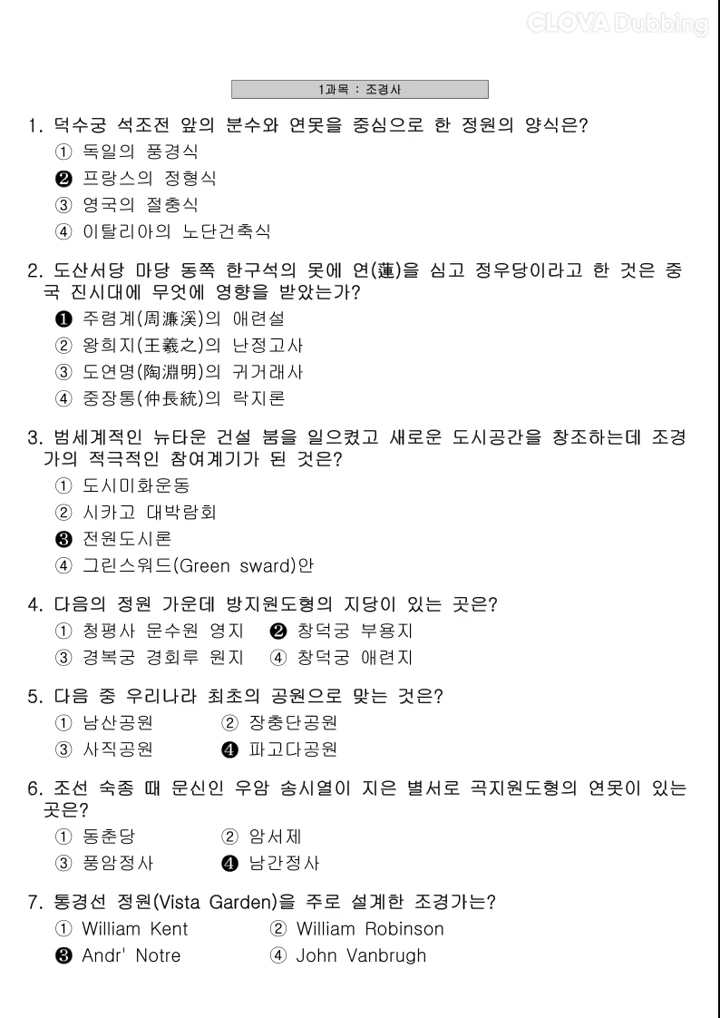 CLOVA Dubbing
1과목 : 조경사
1. 덕수궁 석조전 앞의 분수와 연못을 중심으로 한 정원의 양식은?
① 독일의 풍경식
❷ 프랑스의 정형식
③ 영국의 절충식
④ 이탈리아의 노단건축식
2. 도산서당 마당 동쪽 한구석의 못에 연(蓮)을 심고 정우당이라고 한 것은 중
국 진시대에 무엇에 영향을 받았는가?
❶ 주렴계(周濂溪)의 애련설
② 왕희지(王羲之)의 난정고사
③ 도연명(陶淵明)의 귀거래사
④ 중장통(仲長統)의 락지론
3. 범세계적인 뉴타운 건설 붐을 일으켰고 새로운 도시공간을 창조하는데 조경
가의 적극적인 참여계기가 된 것은?
① 도시미화운동
② 시카고 대박람회
❸ 전원도시론
④ 그린스워드(Green sward)안
4. 다음의 정원 가운데 방지원도형의 지당이 있는 곳은?
① 청평사 문수원 영지 ❷ 창덕궁 부용지
③ 경복궁 경회루 원지 ④ 창덕궁 애련지
5. 다음 중 우리나라 최초의 공원으로 맞는 것은?
① 남산공원 ② 장충단공원
③ 사직공원 ❹ 파고다공원
6. 조선 숙종 때 문신인 우암 송시열이 지은 별서로 곡지원도형의 연못이 있는
곳은?
① 동춘당 ② 암서제
③ 풍암정사 ❹ 남간정사
7. 통경선 정원(Vista Garden)을 주로 설계한 조경가는?
① William Kent ② William Robinson
❸ Andr' Notre ④ John Vanbrugh